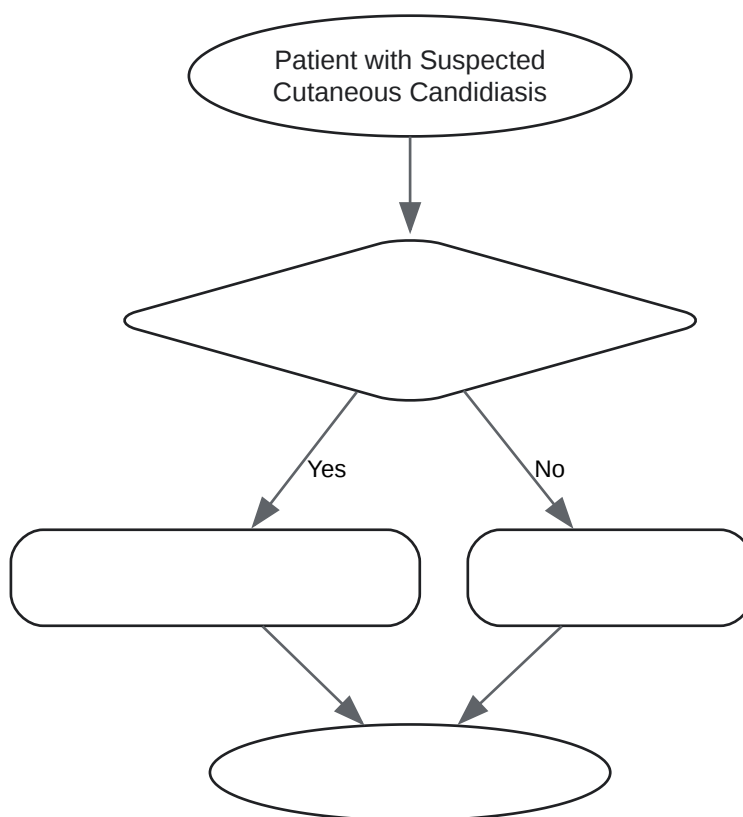 Patient with Suspected
Cutaneous Candidiasis
Yes
No